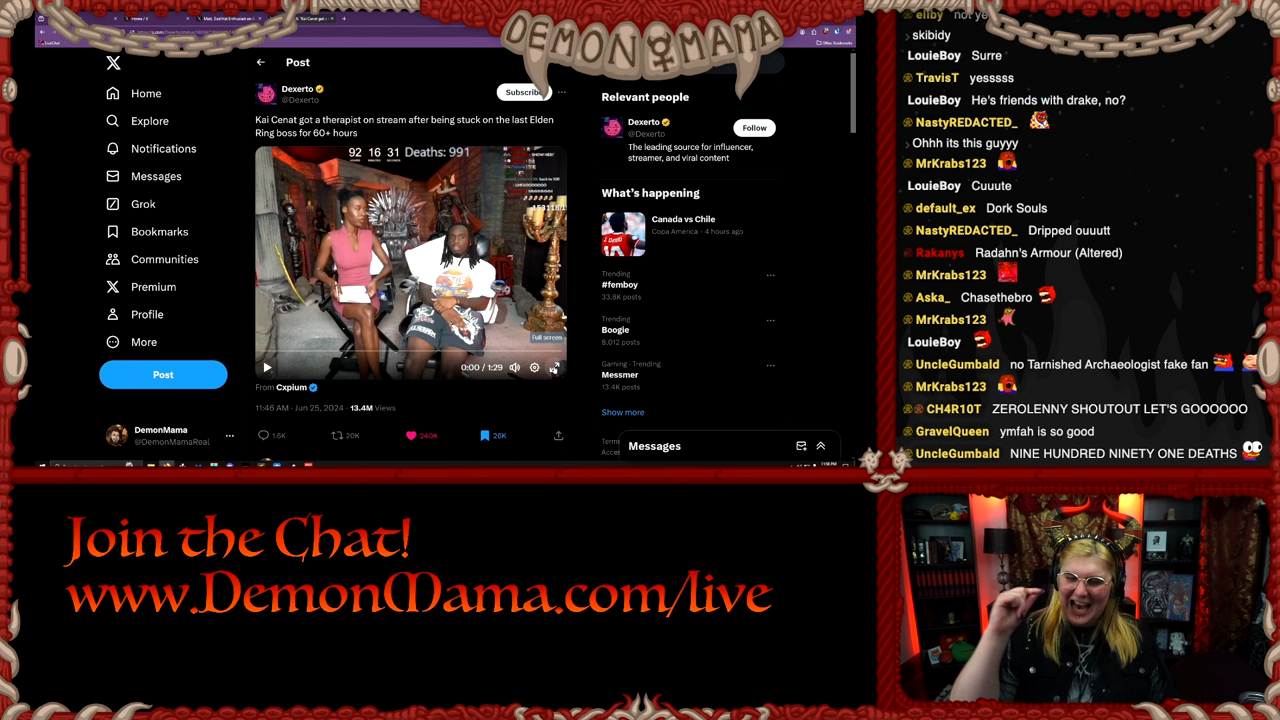 DEMON MAMA
LiveChat
Other Bookmarks
Post
Home
Explore
Notifications
Messages
Grok
Bookmarks
Communities
Premium
Profile
More
Post
DemonMama
@DemonMamaReal
Dexerto
@Dexerto
Subscribe
Kai Cenat got a therapist on stream after being stuck on the last Elden
Ring boss for 60+ hours
92 16 31 Deaths: 991
Full screen
0:00 / 1:29
From Cxpium
11:46 AM · Jun 25, 2024 · 13.4M Views
1.5K 20K 240K 26K
Relevant people
Dexerto
@Dexerto
Follow
The leading source for influencer,
streamer, and viral content
What's happening
Canada vs Chile
Copa América · 4 hours ago
Trending
#femboy
33.8K posts
Trending
Boogie
8,012 posts
Gaming · Trending
Messmer
13.4K posts
Show more
Messages
skibidy
LouieBoy Surre
TravisT yesssss
LouieBoy He's friends with drake, no?
NastyREDACTED_
Ohhh its this guyyy
MrKrabs123
LouieBoy Cuuute
default_ex Dork Souls
NastyREDACTED_ Dripped ouuutt
Rakanys Radahn's Armour (Altered)
MrKrabs123
Aska_ Chasethebro
MrKrabs123
LouieBoy
UncleGumbald no Tarnished Archaeologist fake fan
MrKrabs123
CH4R10T ZEROLENNY SHOUTOUT LET'S GOOOOOO
GravelQueen ymfah is so good
UncleGumbald NINE HUNDRED NINETY ONE DEATHS
Join the Chat!
www.DemonMama.com/live